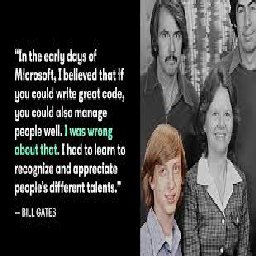 "In the early days of
Microsoft, I believed that if
you could write great code,
you could also manage
people well. I was wrong
about that. I had to learn to
recognize and appreciate
people's different talents."
— BILL GATES